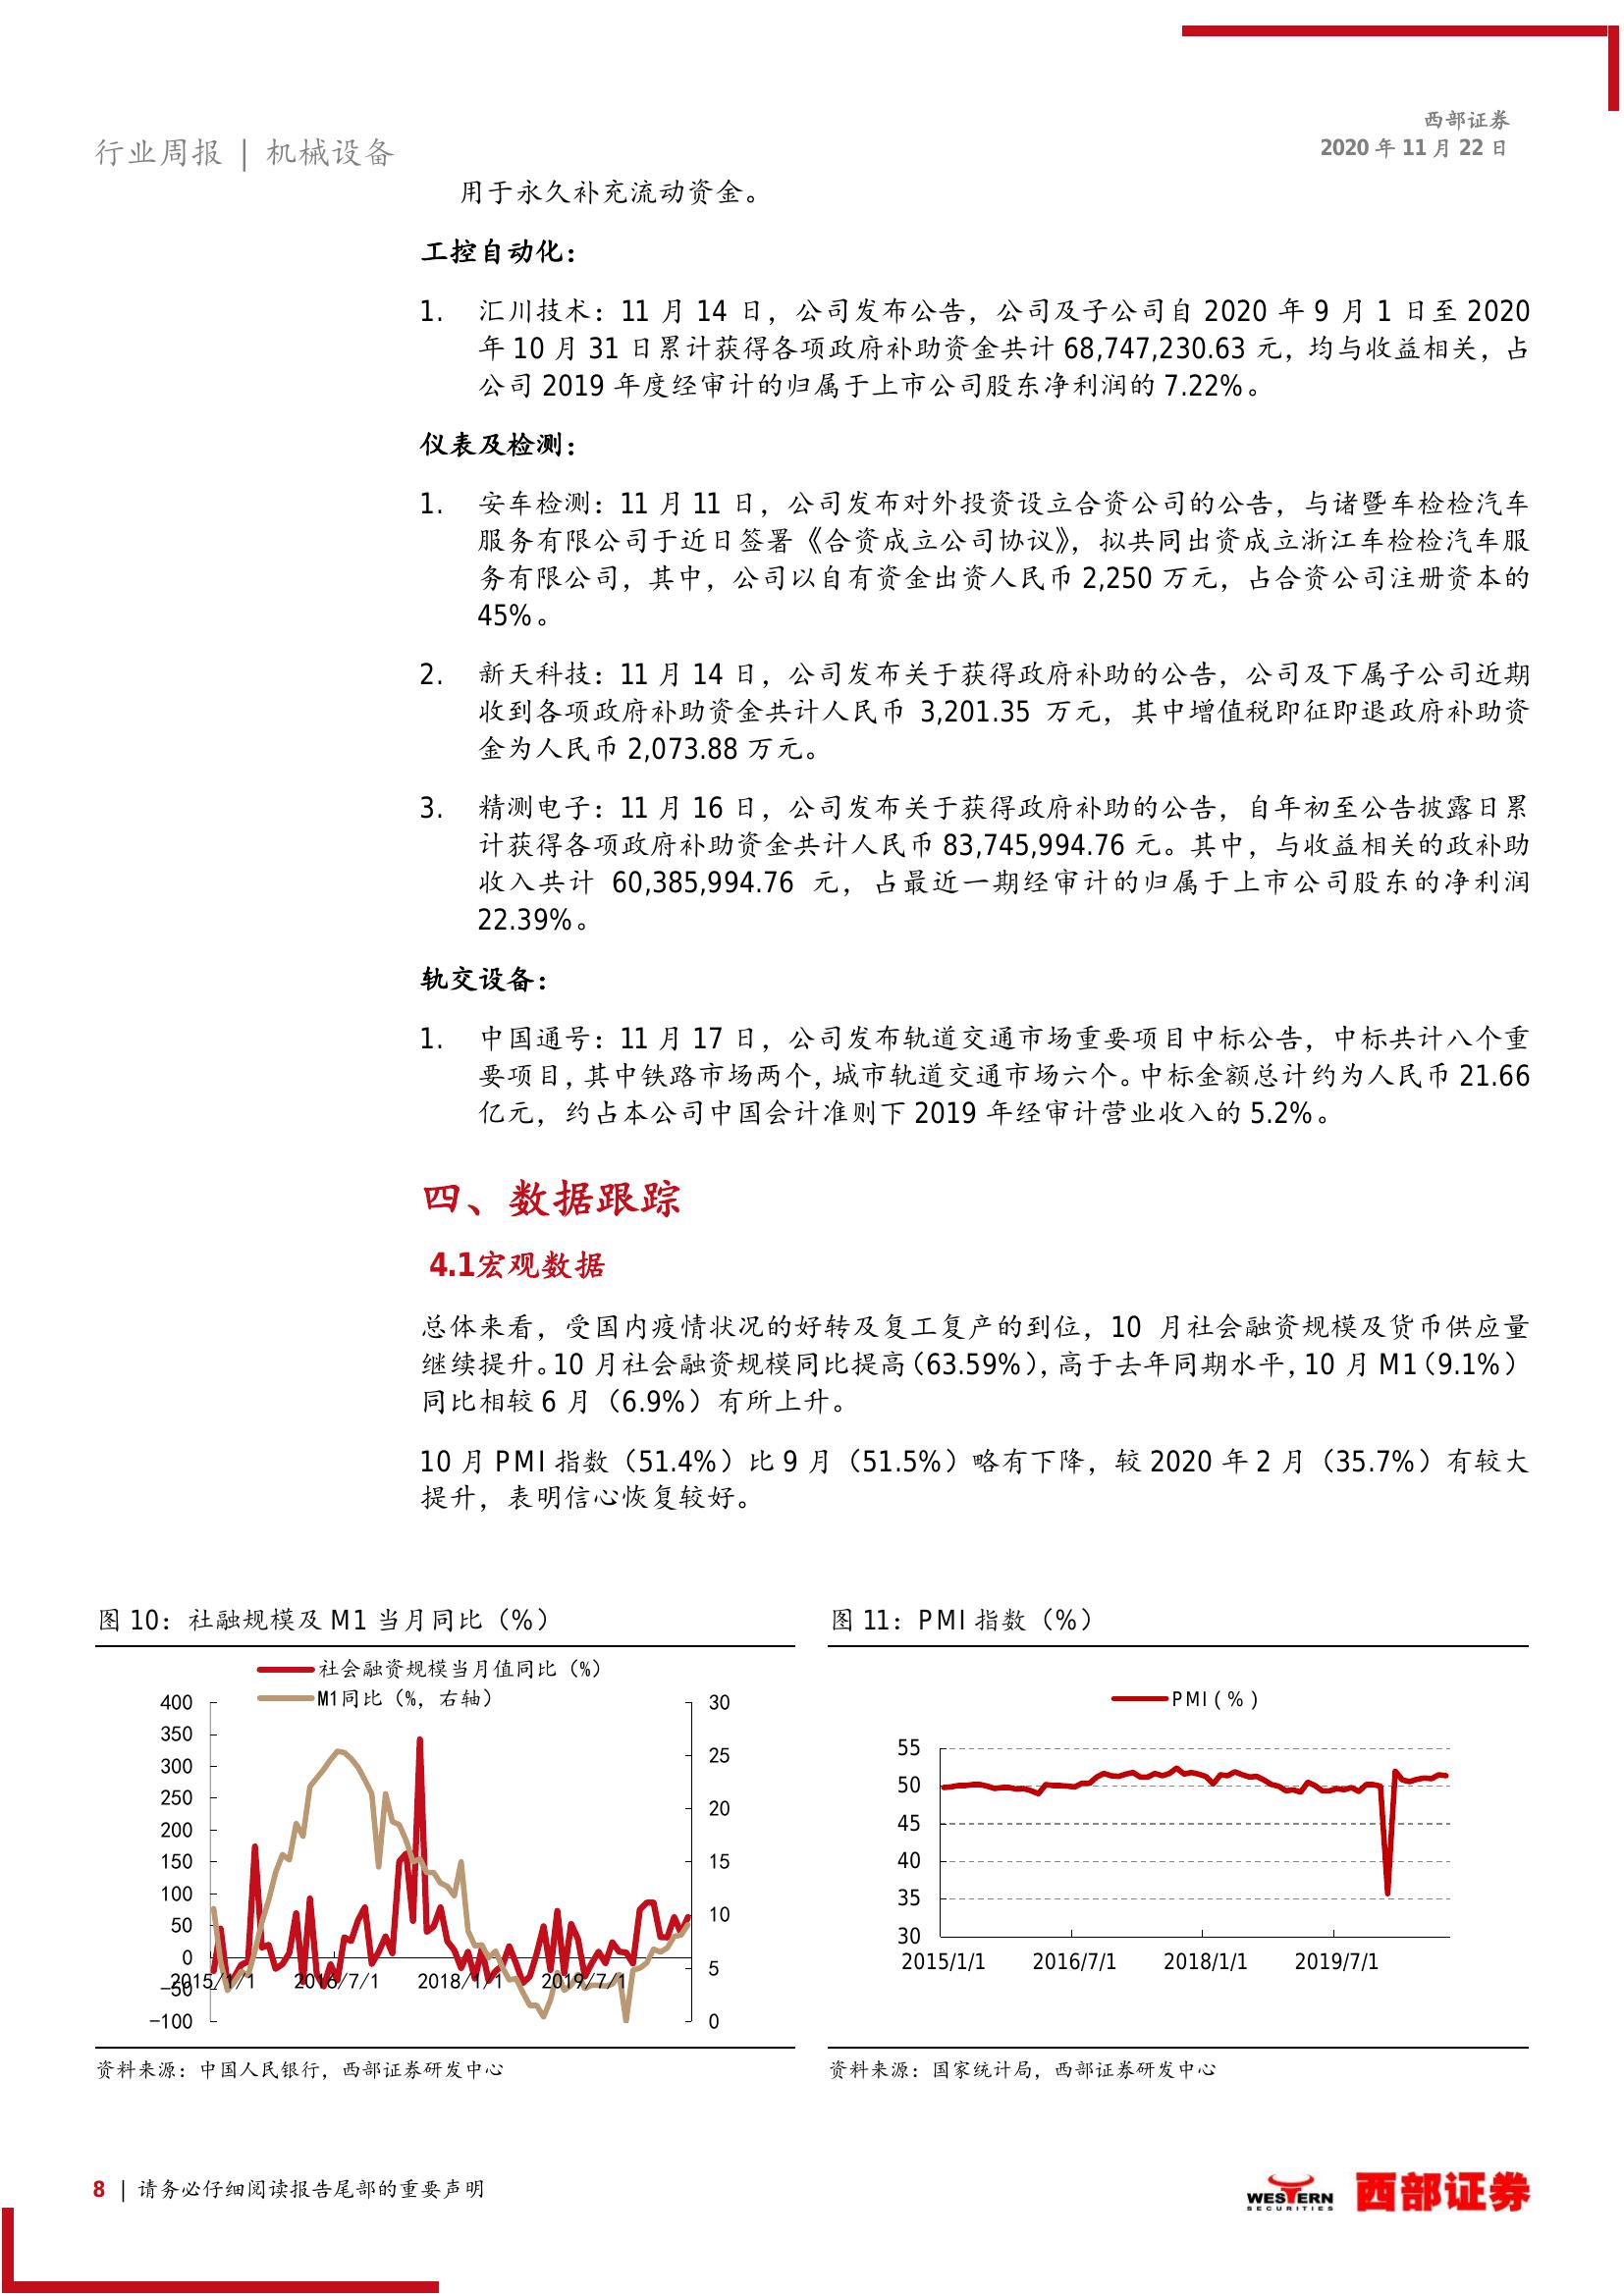 西部证券
行业周报 | 机械设备
2020 年 11 月 22 日
用于永久补充流动资金。
工控自动化：
1. 汇川技术：11 月 14 日，公司发布公告，公司及子公司自 2020 年 9 月 1 日至 2020
年 10 月 31 日累计获得各项政府补助资金共计 68,747,230.63 元，均与收益相关，占
公司 2019 年度经审计的归属于上市公司股东净利润的 7.22%。
仪表及检测：
1. 安车检测：11 月 11 日，公司发布对外投资设立合资公司的公告，与诸暨车检检汽车
服务有限公司于近日签署《合资成立公司协议》，拟共同出资成立浙江车检检汽车服
务有限公司，其中，公司以自有资金出资人民币 2,250 万元，占合资公司注册资本的
45%。
2. 新天科技：11 月 14 日，公司发布关于获得政府补助的公告，公司及下属子公司近期
收到各项政府补助资金共计人民币 3,201.35 万元，其中增值税即征即退政府补助资
金为人民币 2,073.88 万元。
3. 精测电子：11 月 16 日，公司发布关于获得政府补助的公告，自年初至公告披露日累
计获得各项政府补助资金共计人民币 83,745,994.76 元。其中，与收益相关的政补助
收入共计 60,385,994.76 元，占最近一期经审计的归属于上市公司股东的净利润
22.39%。
轨交设备：
1. 中国通号：11 月 17 日，公司发布轨道交通市场重要项目中标公告，中标共计八个重
要项目，其中铁路市场两个，城市轨道交通市场六个。中标金额总计约为人民币 21.66
亿元，约占本公司中国会计准则下 2019 年经审计营业收入的 5.2%。
四、数据跟踪
4.1宏观数据
总体来看，受国内疫情状况的好转及复工复产的到位，10 月社会融资规模及货币供应量
继续提升。10 月社会融资规模同比提高（63.59%），高于去年同期水平，10 月 M1（9.1%）
同比相较 6 月（6.9%）有所上升。
10 月 PMI 指数（51.4%）比 9 月（51.5%）略有下降，较 2020 年 2 月（35.7%）有较大
提升，表明信心恢复较好。
图 10：社融规模及 M1 当月同比（%）
社会融资规模当月值同比（%）
M1同比（%，右轴）
400
350
300
250
200
150
100
50
0
-50
-100
30
25
20
15
10
5
0
2015/1/1 2016/7/1 2018/1/1 2019/7/1
资料来源：中国人民银行，西部证券研发中心
图 11：PMI 指数（%）
PMI(%)
55
50
45
40
35
30
2015/1/1 2016/7/1 2018/1/1 2019/7/1
资料来源：国家统计局，西部证券研发中心
8 | 请务必仔细阅读报告尾部的重要声明
WESTERN
SECURITIES
西部证券